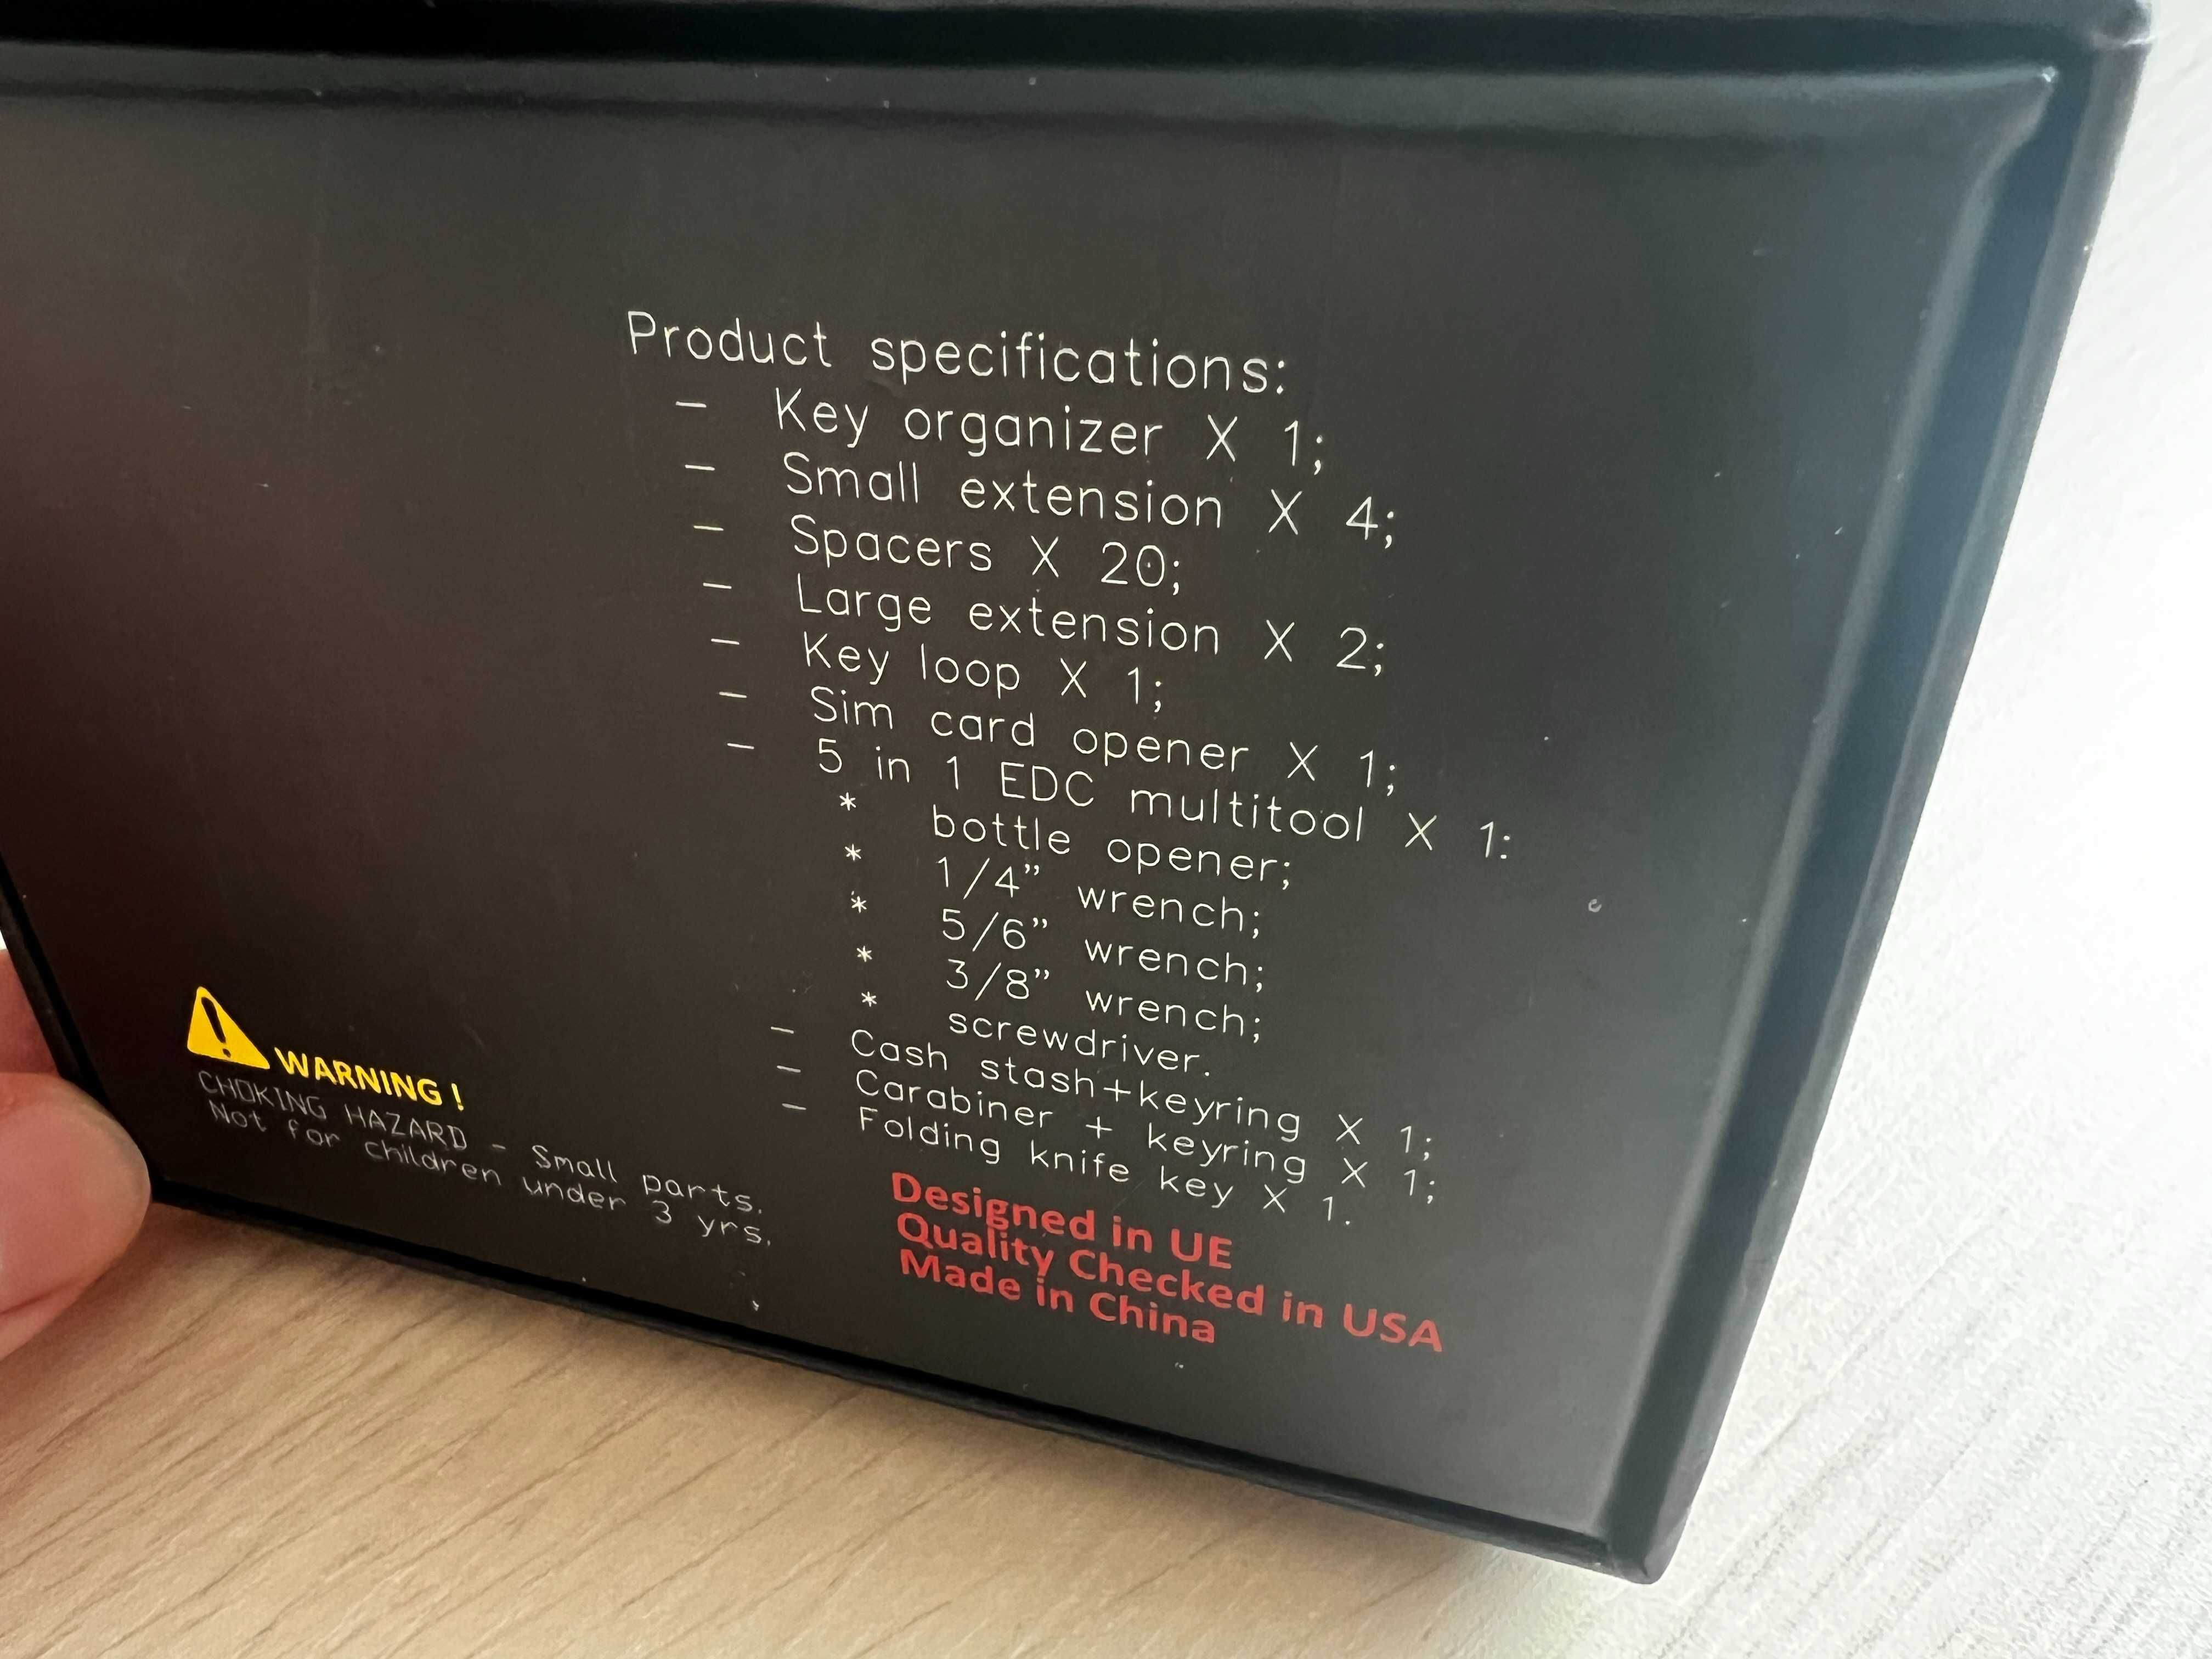 Product specifications:
- Key organizer X 1;
- Small extension X 4;
- Spacers X 20;
- Large extension X 2;
- Key loop X 1;
- Sim card opener X 1;
- 5 in 1 EDC multitool X 1:
* bottle opener;
* 1/4” wrench;
* 5/6” wrench;
* 3/8” wrench;
* screwdriver.
- Cash stash+keyring X 1;
- Carabiner + keyring X 1;
- Folding knife key X 1.
WARNING !
CHOKING HAZARD - Small parts.
Not for children under 3 yrs.
Designed in UE
Quality Checked in USA
Made in China